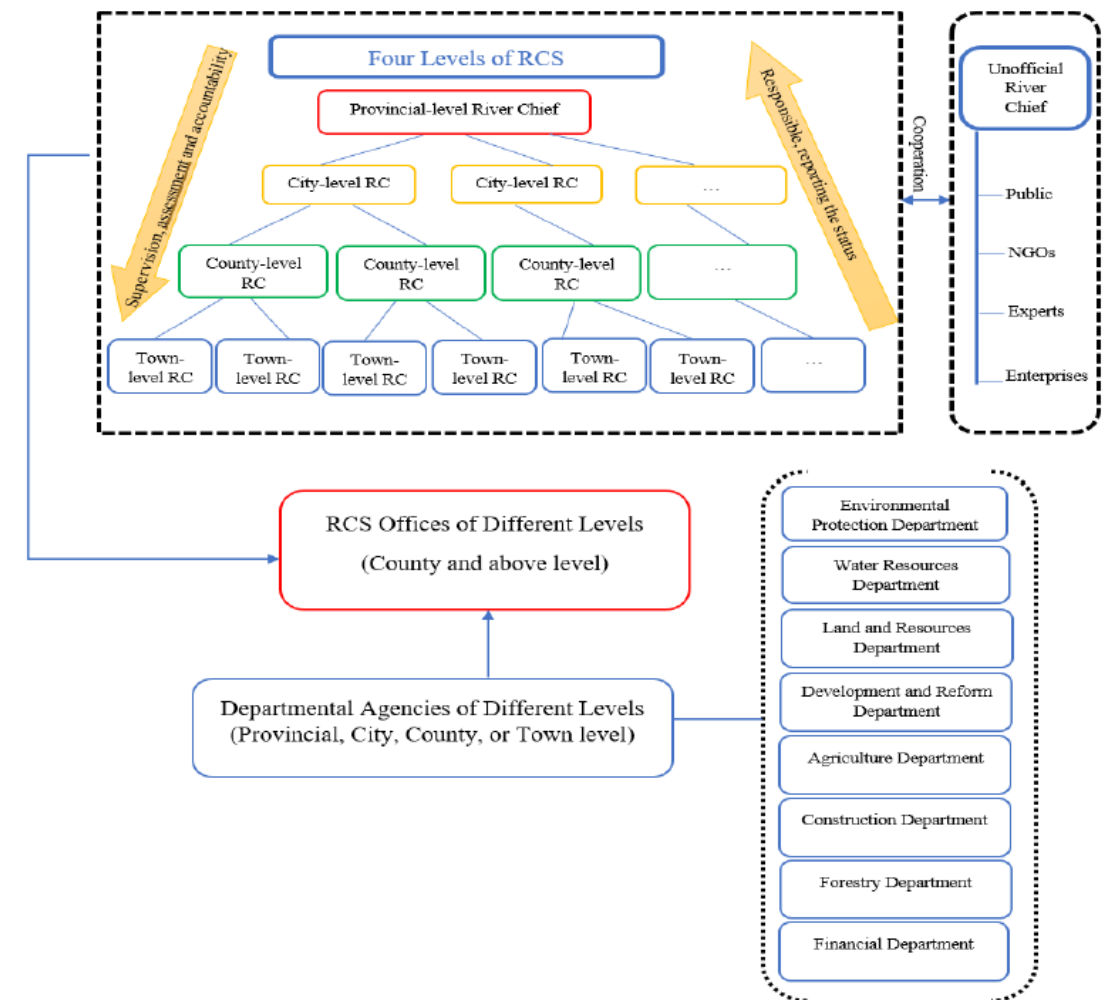 Four Levels of RCS
Supervision, assessment and accountability
Responsible, reporting the status
Provincial-level River Chief
City-level RC
City-level RC
...
County-level
RC
County-level
RC
County-level
RC
...
Town-
level RC
Town-
level RC
Town-
level RC
Town-
level RC
Town-
level RC
Town-
level RC
...
Cooperation
Unofficial
River
Chief
Public
NGOs
Experts
Enterprises
RCS Offices of Different Levels
(County and above level)
Departmental Agencies of Different Levels
(Provincial, City, County, or Town level)
Environmental
Protection Department
Water Resources
Department
Land and Resources
Department
Development and Reform
Department
Agriculture Department
Construction Department
Forestry Department
Financial Department